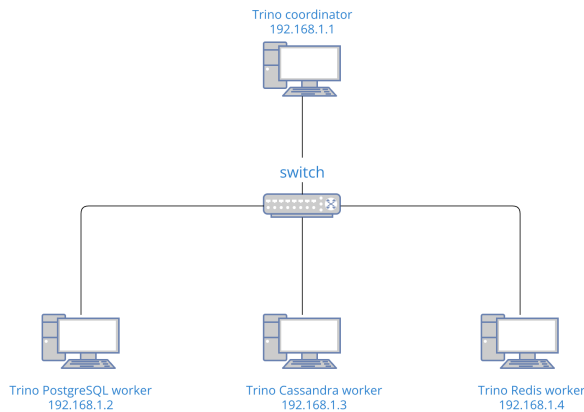 Trino coordinator
192.168.1.1
switch
Trino PostgreSQL worker
192.168.1.2
Trino Cassandra worker
192.168.1.3
Trino Redis worker
192.168.1.4